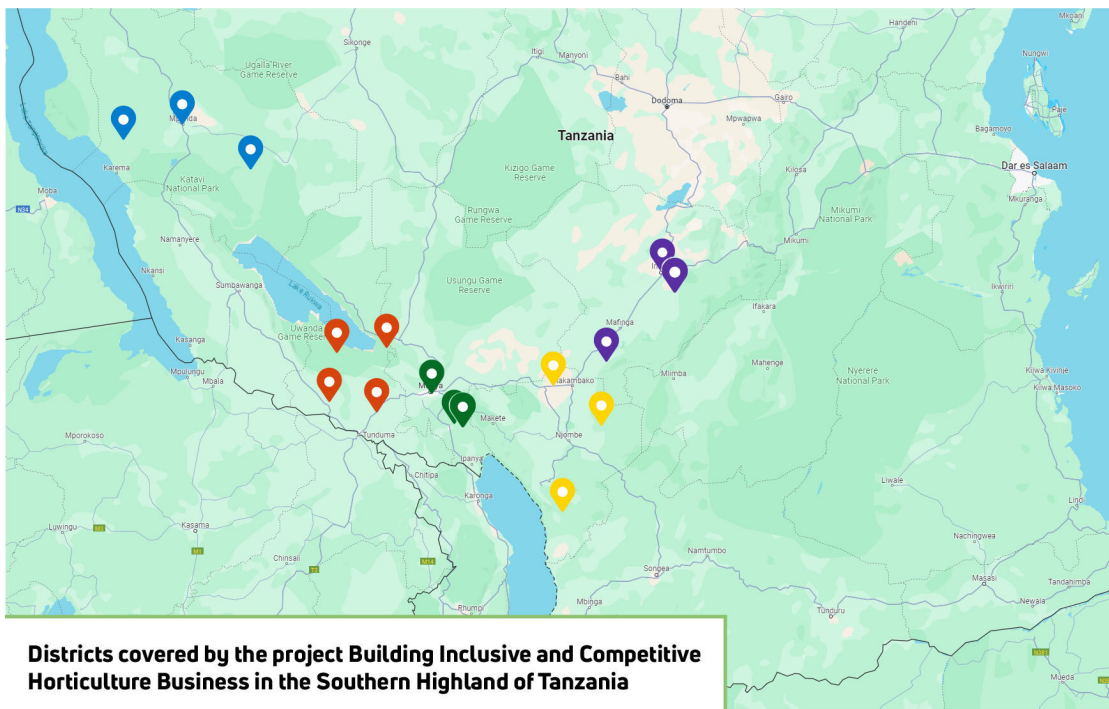 Mkoani
Handeni
Sikonge
Nungwi
Itigi
Manyoni
Ugalla River
Game Reserve
Bahi
Gairo
Dodoma
Paje
Mpwapwa
Bagamoyo
Tanzania
Karema
Kizigo Game
Reserve
Kilosa
Dar es Salaam
Katavi
National Park
Moba
Mkuranga
Rungwa
Game Reserve
Mikumi
National Park
Namanyere
Mikumi
Nkansi
Usungu Game
Reserve
Sumbawanga
Lake Rukwa
Ikwiriri
Ifakara
Mafinga
Uwanda
Game Reserve
Kasanga
Mahenge
Nyerere
National Park
Kilwa Kivinje
Kilwa Masoko
Mpulungu
Mbala
Mlimba
Makambako
Makete
Mporokoso
Tunduma
Njombe
Ipanya
Chitipa
Karonga
Liwale
Lindi
Luwingu
Kasama
M1
Nachingwea
Chinsali
M14
Namtumbo
Songea
Masasi
Tandahimba
Mbinga
Newala
Rhumpi
Tunduru
Mueda
Districts covered by the project Building Inclusive and Competitive
Horticulture Business in the Southern Highland of Tanzania